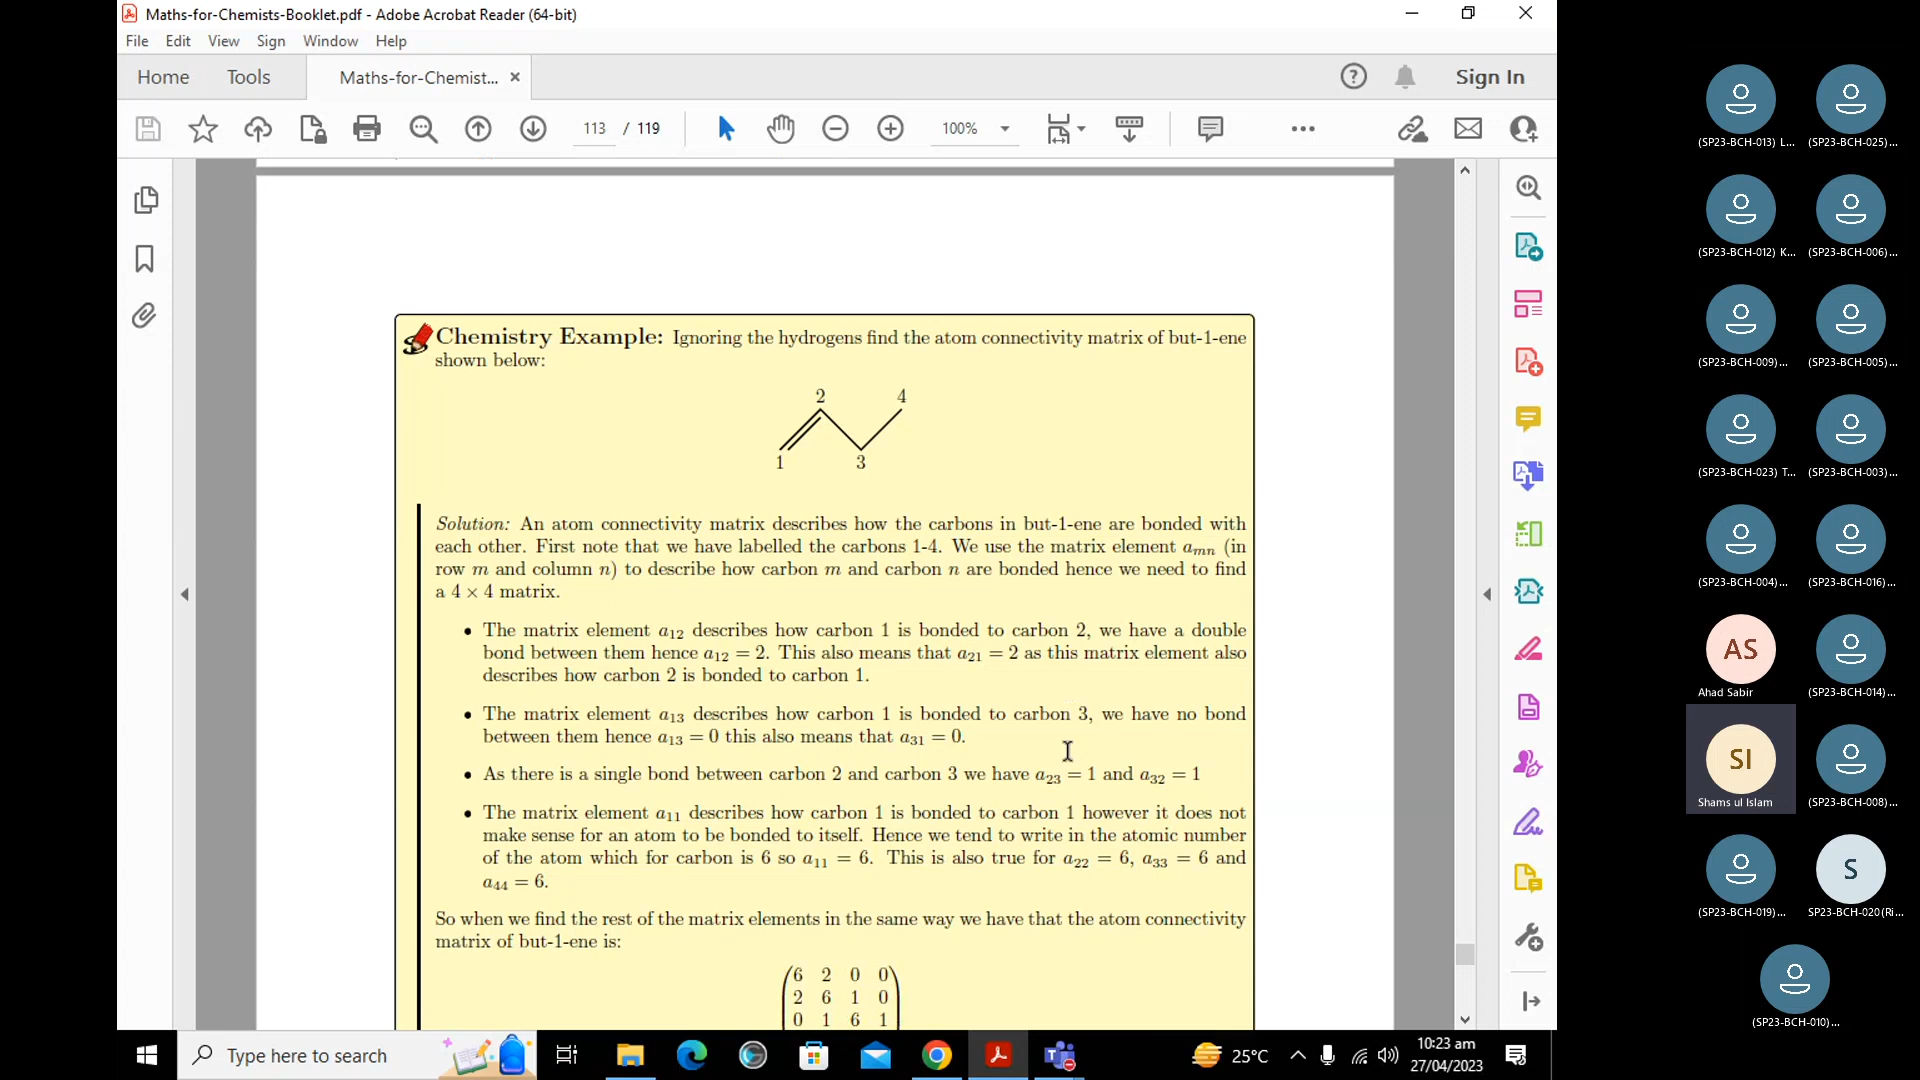 Maths-for-Chemists-Booklet.pdf - Adobe Acrobat Reader (64-bit)
File Edit View Sign Window Help
Home Tools Maths-for-Chemist... × Sign In
113 / 119 100%
Chemistry Example: Ignoring the hydrogens find the atom connectivity matrix of but-1-ene
shown below:
2 4
1 3
Solution: An atom connectivity matrix describes how the carbons in but-1-ene are bonded with
each other. First note that we have labelled the carbons 1-4. We use the matrix element aₘₙ (in
row m and column n) to describe how carbon m and carbon n are bonded hence we need to find
a 4 × 4 matrix.
• The matrix element a₁₂ describes how carbon 1 is bonded to carbon 2, we have a double
bond between them hence a₁₂ = 2. This also means that a₂₁ = 2 as this matrix element also
describes how carbon 2 is bonded to carbon 1.
• The matrix element a₁₃ describes how carbon 1 is bonded to carbon 3, we have no bond
between them hence a₁₃ = 0 this also means that a₃₁ = 0.
• As there is a single bond between carbon 2 and carbon 3 we have a₂₃ = 1 and a₃₂ = 1
• The matrix element a₁₁ describes how carbon 1 is bonded to carbon 1 however it does not
make sense for an atom to be bonded to itself. Hence we tend to write in the atomic number
of the atom which for carbon is 6 so a₁₁ = 6. This is also true for a₂₂ = 6, a₃₃ = 6 and
a₄₄ = 6.
So when we find the rest of the matrix elements in the same way we have that the atom connectivity
matrix of but-1-ene is:
6 2 0 0
2 6 1 0
0 1 6 1
Type here to search
25°C
10:23 am
27/04/2023
(SP23-BCH-013) L... (SP23-BCH-025)...
(SP23-BCH-012) K... (SP23-BCH-006)...
(SP23-BCH-009)... (SP23-BCH-005)...
(SP23-BCH-023) T... (SP23-BCH-003)...
(SP23-BCH-004)... (SP23-BCH-016)...
AS
Ahad Sabir (SP23-BCH-014)...
SI
Shams ul Islam (SP23-BCH-008)...
S
(SP23-BCH-019)... SP23-BCH-020(Ri...
(SP23-BCH-010)...